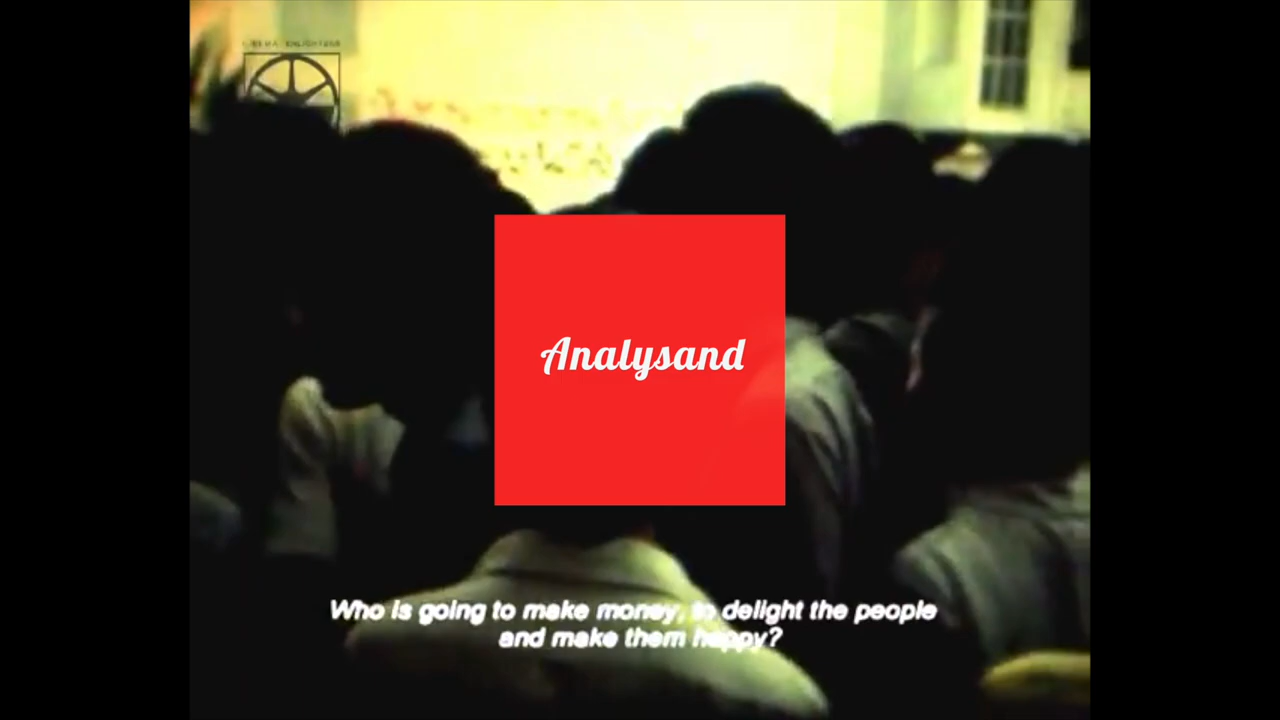 Analysand
Who is going to make money, to delight the people
and make them happy?